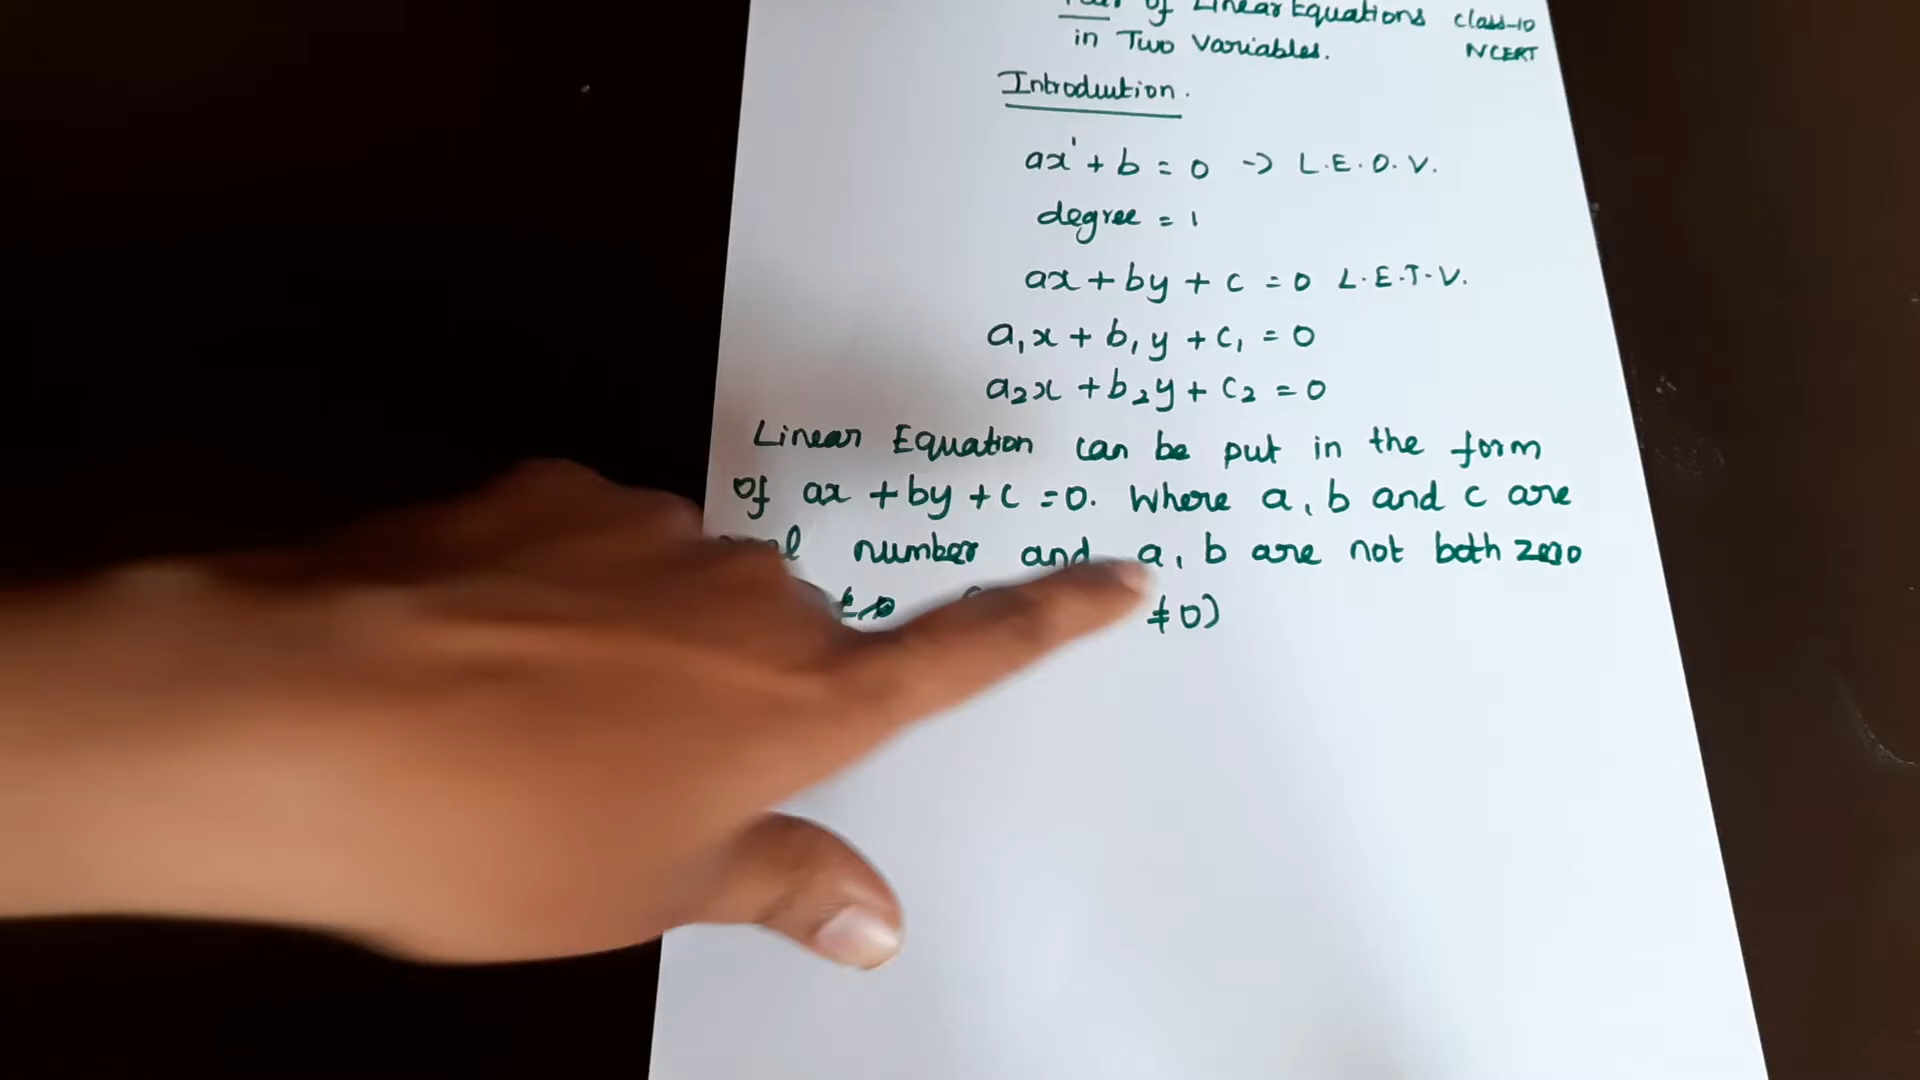 of Linear Equations class-10
in Two Variables. NCERT
Introduction.
ax¹ + b = 0 -> L.E.O.V.
degree = 1
ax + by + c = 0 L.E.T.V.
a₁x + b₁y + c₁ = 0
a₂x + b₂y + c₂ = 0
Linear Equation can be put in the form
of ax + by + c = 0. Where a, b and c are
number and a, b are not both zero
≠ 0)